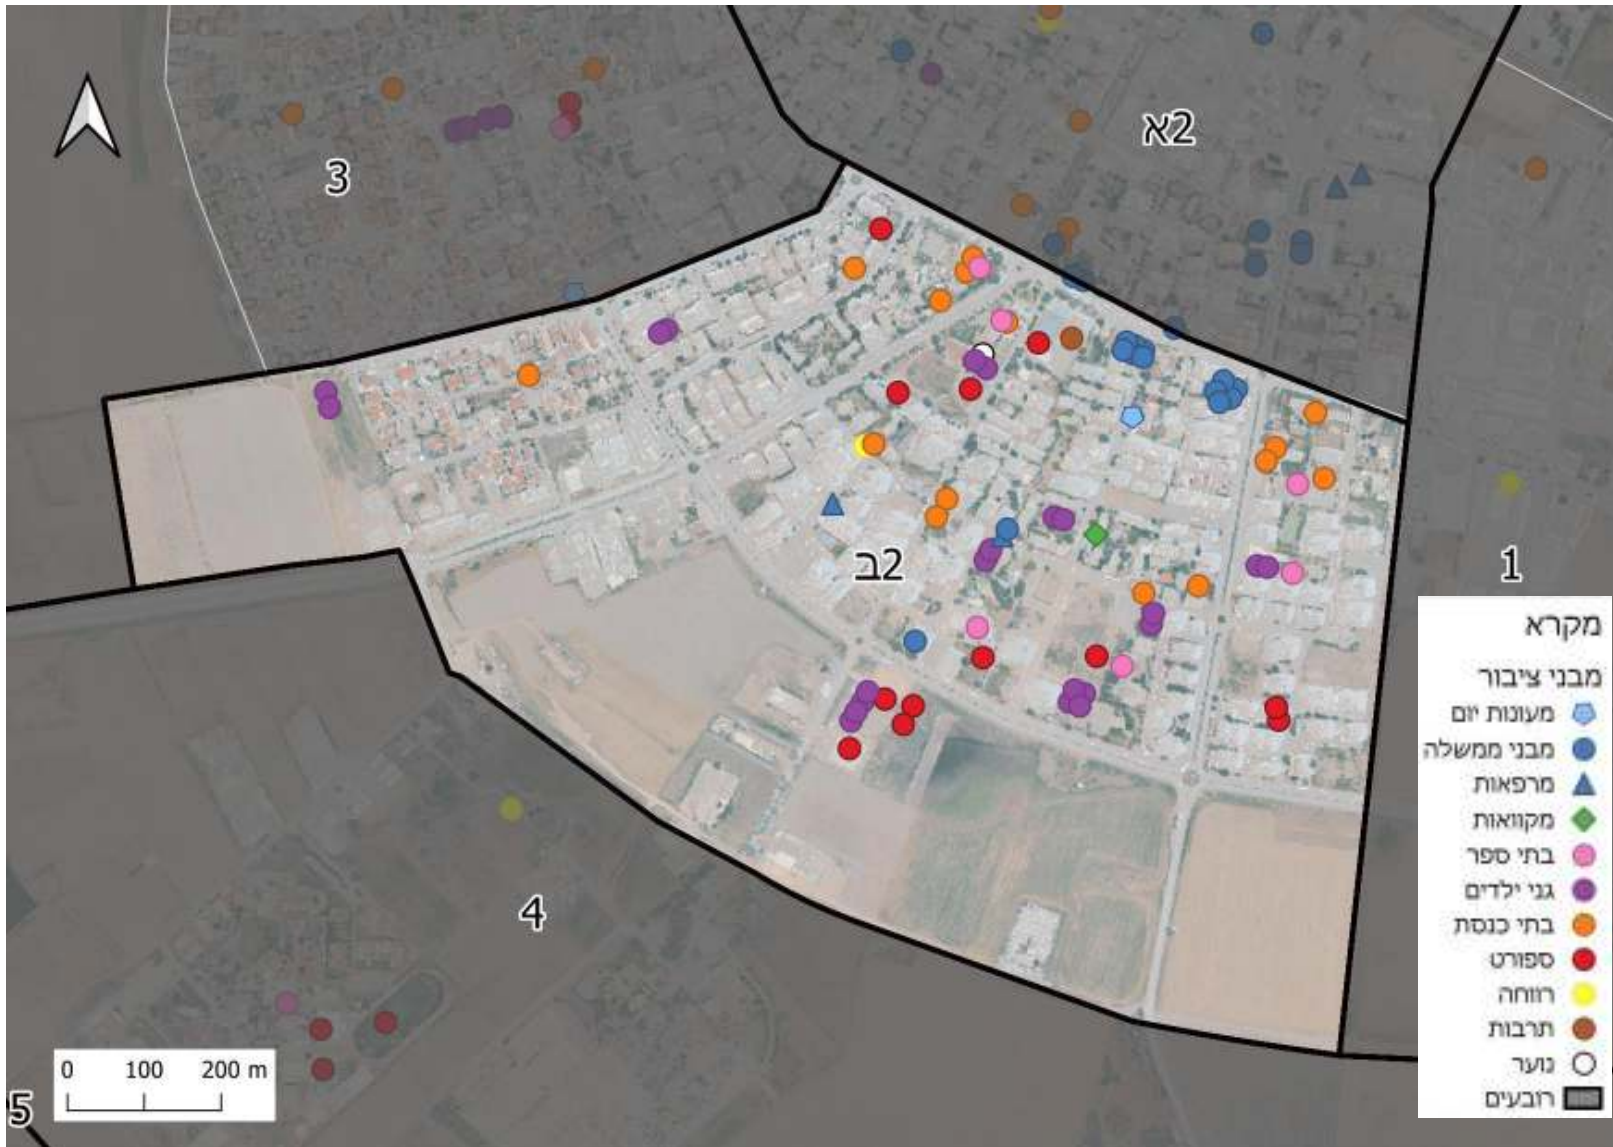 2א
3
2ב
1
4
5
0 100 200 m
מקרא
מבני ציבור
מעונות יום
מבני ממשלה
מרפאות
מקוואות
בתי ספר
גני ילדים
בתי כנסת
ספורט
רווחה
תרבות
נוער
רובעים